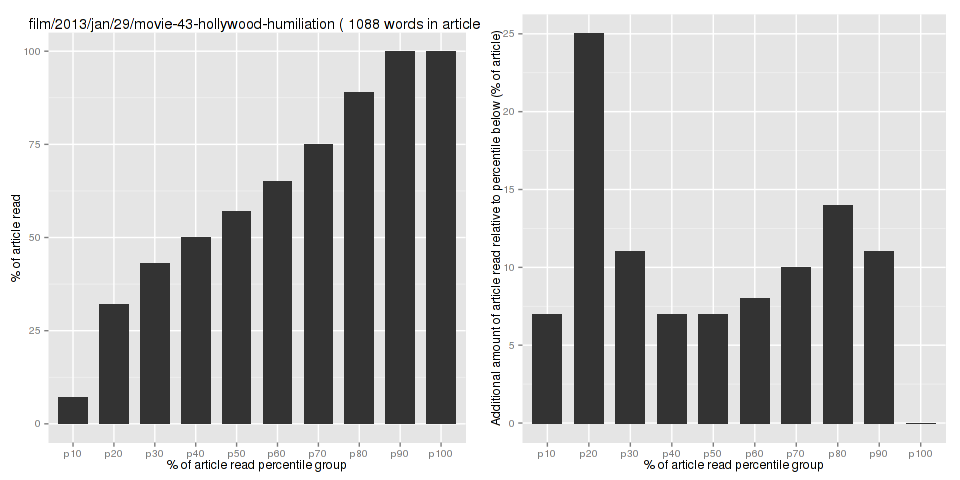 film/2013/jan/29/movie-43-hollywood-humiliation ( 1088 words in article
% of article read
100
75
50
25
0
p10 p20 p30 p40 p50 p60 p70 p80 p90 p100
% of article read percentile group
Additional amount of article read relative to percentile below (% of article)
25
20
15
10
5
0
p10 p20 p30 p40 p50 p60 p70 p80 p90 p100
% of article read percentile group